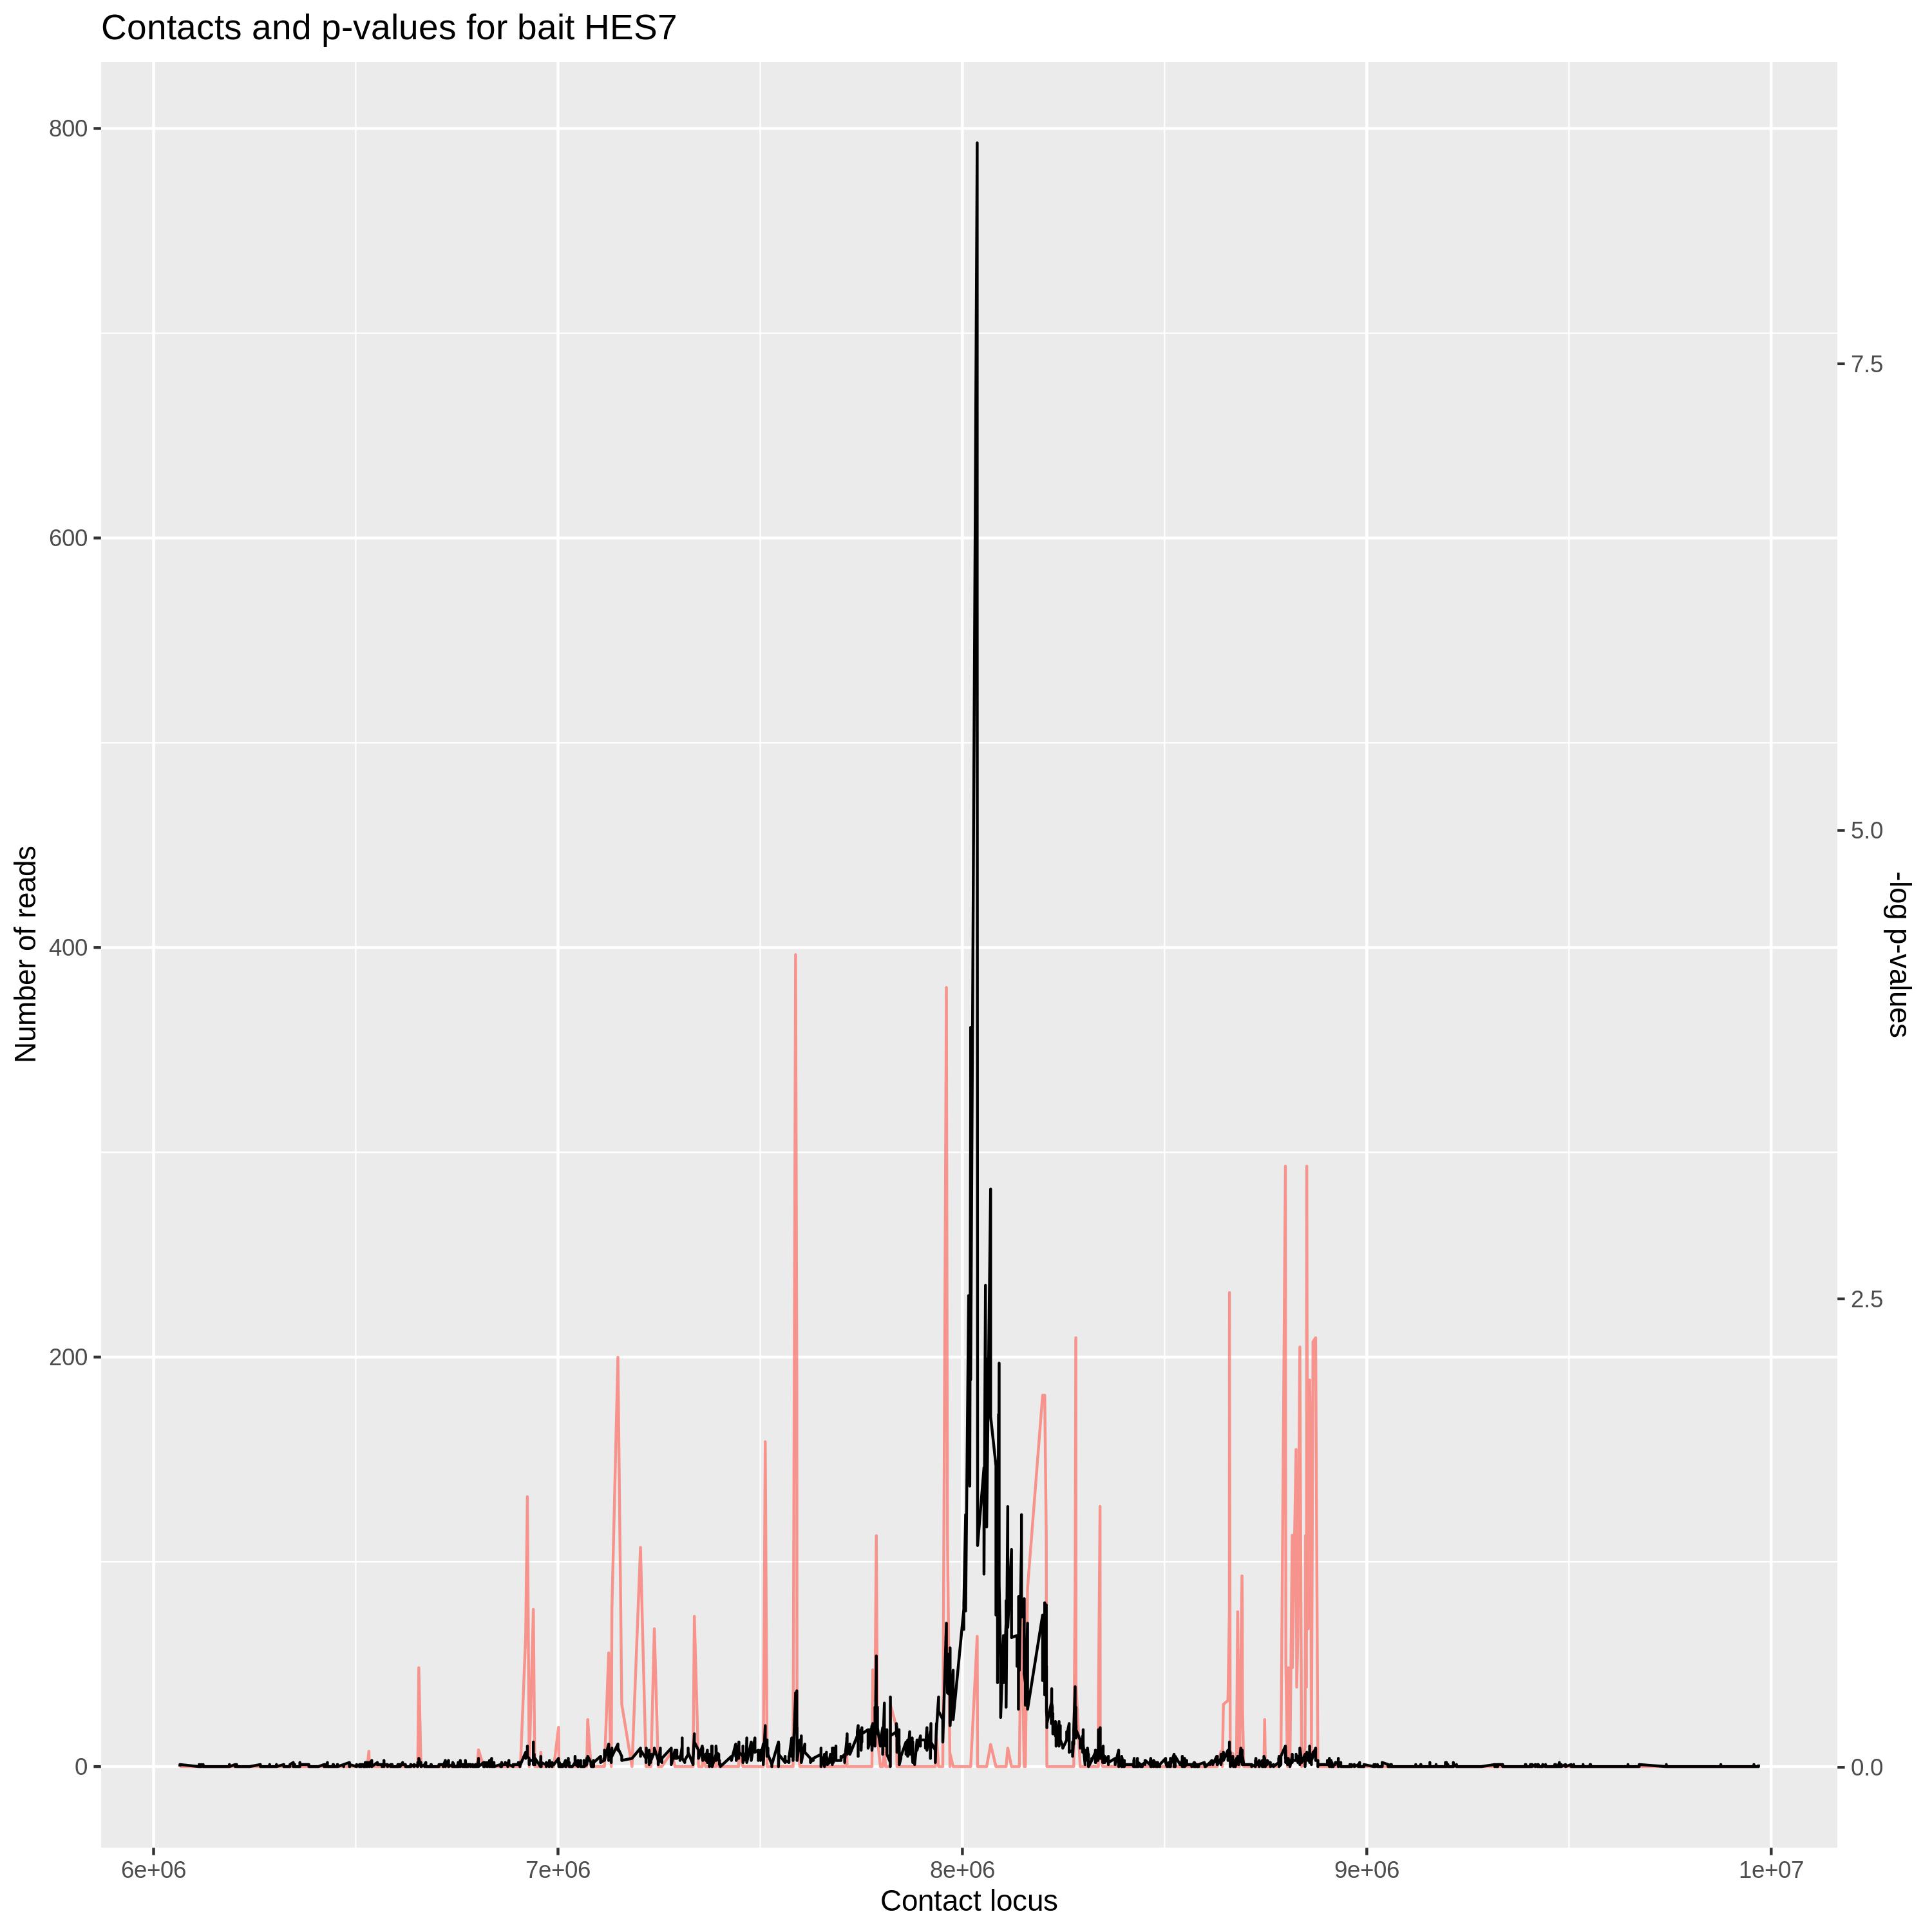 Contacts and p-values for bait HES7
800
600
400
200
0
Number of reads
7.5
5.0
2.5
0.0
-log p-values
6e+06 7e+06 8e+06 9e+06 1e+07
Contact locus